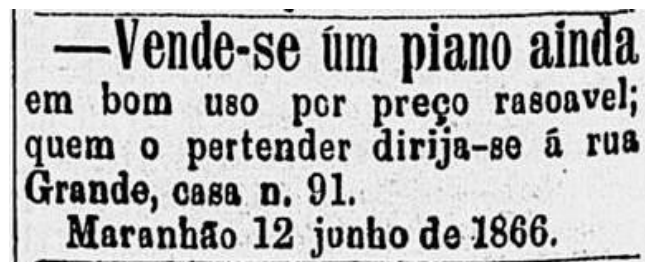 —Vende-se úm piano ainda
em bom uso por preço rasoavel;
quem o pertender dirija-se á rua
Grande, casa n. 91.
Maranhão 12 junho de 1866.